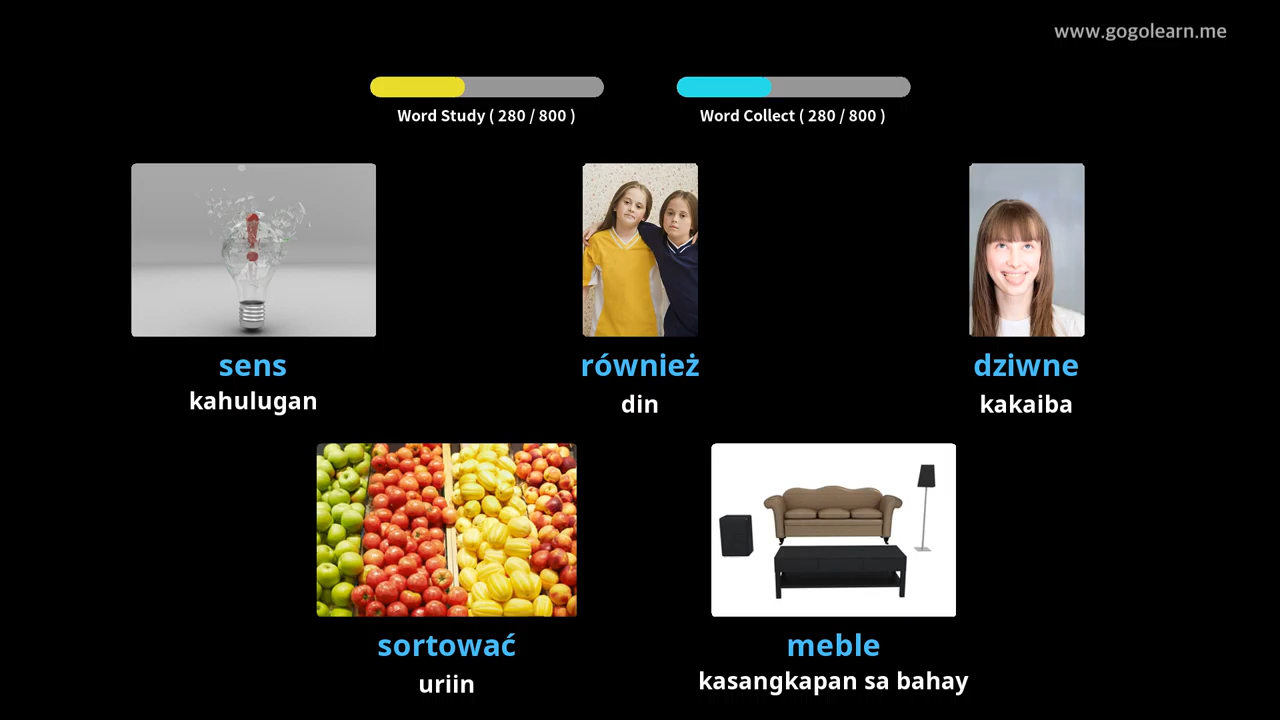 www.gogolearn.me
Word Study ( 280 / 800 )
Word Collect ( 280 / 800 )
sens
kahulugan
również
din
dziwne
kakaiba
sortować
uriin
meble
kasangkapan sa bahay